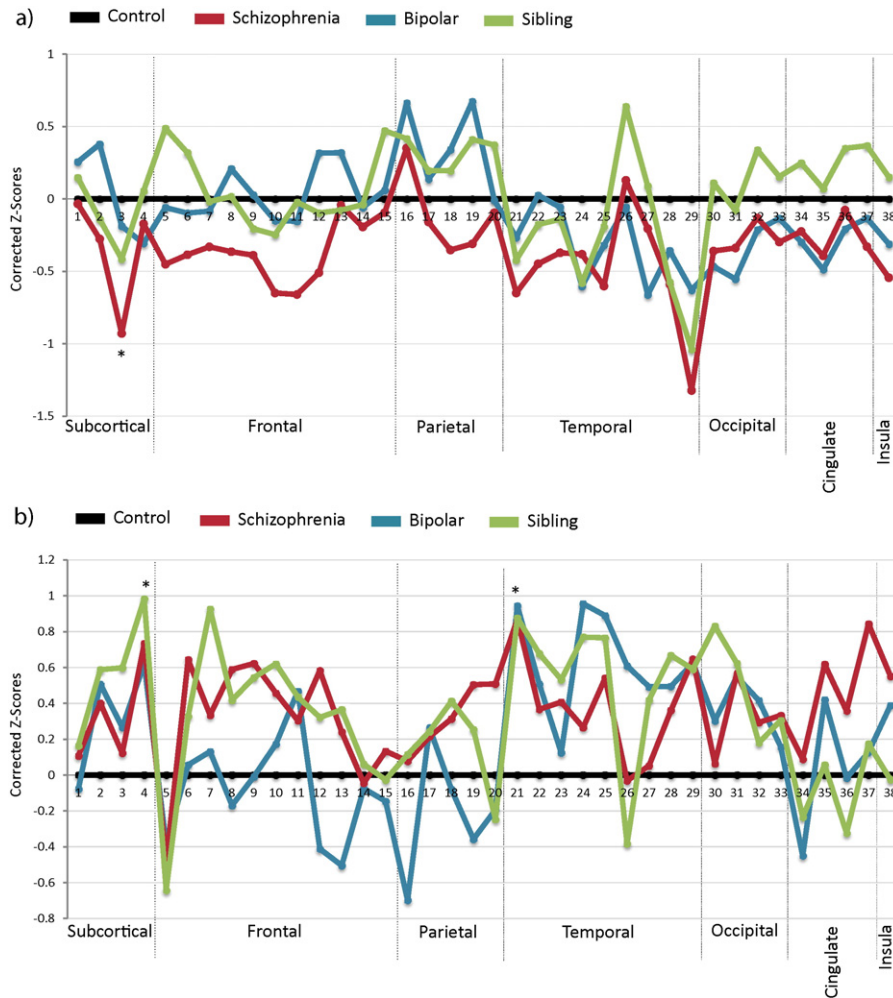 a) Control Schizophrenia Bipolar Sibling
1
0.5
0
-0.5
-1
-1.5
Corrected Z-Scores
1 2 3 4 5 6 7 8 9 10 11 12 13 14 15 16 17 18 19 20 21 22 23 24 25 26 27 28 29 30 31 32 33 34 35 36 37 38
*
Subcortical Frontal Parietal Temporal Occipital Cingulate Insula
b) Control Schizophrenia Bipolar Sibling
1.2
1
0.8
0.6
0.4
0.2
0
-0.2
-0.4
-0.6
-0.8
Corrected Z-Scores
* *
1 2 3 4 5 6 7 8 9 10 11 12 13 14 15 16 17 18 19 20 21 22 23 24 25 26 27 28 29 30 31 32 33 34 35 36 37 38
Subcortical Frontal Parietal Temporal Occipital Cingulate Insula